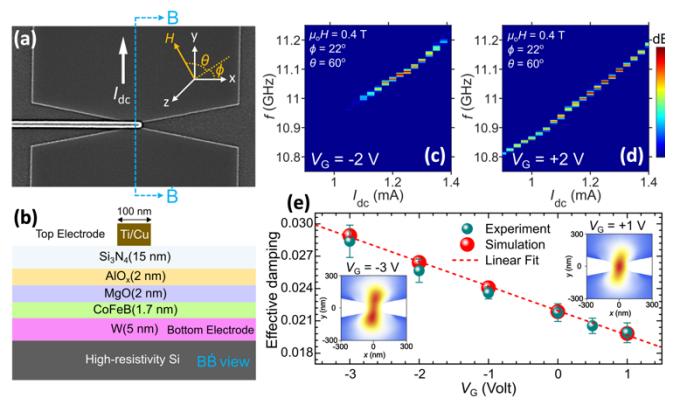 (a)
B
H
y
θ
ϕ
x
z
I_dc
B
(b)
100 nm
Top Electrode
Ti/Cu
Si₃N₄(15 nm)
AlOₓ(2 nm)
MgO(2 nm)
CoFeB(1.7 nm)
W(5 nm) Bottom Electrode
High-resistivity Si
BB́ view
f (GHz)
11.2
11.1
11
10.9
10.8
μ₀H = 0.4 T
ϕ = 22°
θ = 60°
V_G = -2 V
(c)
1 1.2 1.4
I_dc (mA)
f (GHz)
11.2
11.1
11.0
10.9
10.8
μ₀H = 0.4 T
ϕ = 22°
θ = 60°
V_G = +2 V
(d)
1 1.2 1.4
I_dc (mA)
dB
(e)
Effective damping
0.030
0.027
0.024
0.021
0.018
Experiment
Simulation
Linear Fit
V_G = -3 V
y (nm)
300
0
-300
-300 0 300
x (nm)
V_G = +1 V
y (nm)
300
0
-300
-300 0 300
x (nm)
-3 -2 -1 0 1
V_G (Volt)